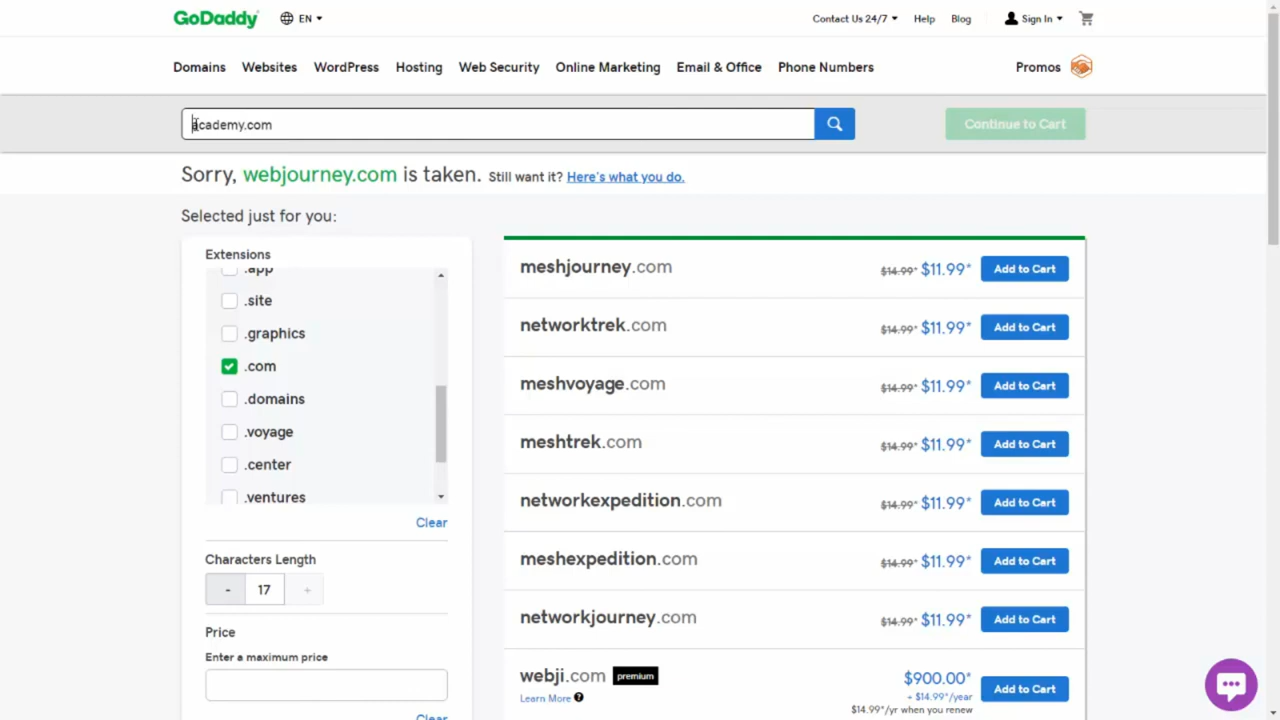 GoDaddy EN Contact Us 24/7 Help Blog Sign In
Domains Websites WordPress Hosting Web Security Online Marketing Email & Office Phone Numbers Promos
academy.com Continue to Cart
Sorry, webjourney.com is taken. Still want it? Here's what you do.
Selected just for you:
Extensions
.app
.site
.graphics
.com
.domains
.voyage
.center
.ventures
Clear
Characters Length
- 17 +
Price
Enter a maximum price
Clear
meshjourney.com $14.99* $11.99* Add to Cart
networktrek.com $14.99* $11.99* Add to Cart
meshvoyage.com $14.99* $11.99* Add to Cart
meshtrek.com $14.99* $11.99* Add to Cart
networkexpedition.com $14.99* $11.99* Add to Cart
meshexpedition.com $14.99* $11.99* Add to Cart
networkjourney.com $14.99* $11.99* Add to Cart
webji.com premium $900.00* Add to Cart
Learn More ? + $14.99*/year
$14.99*/yr when you renew